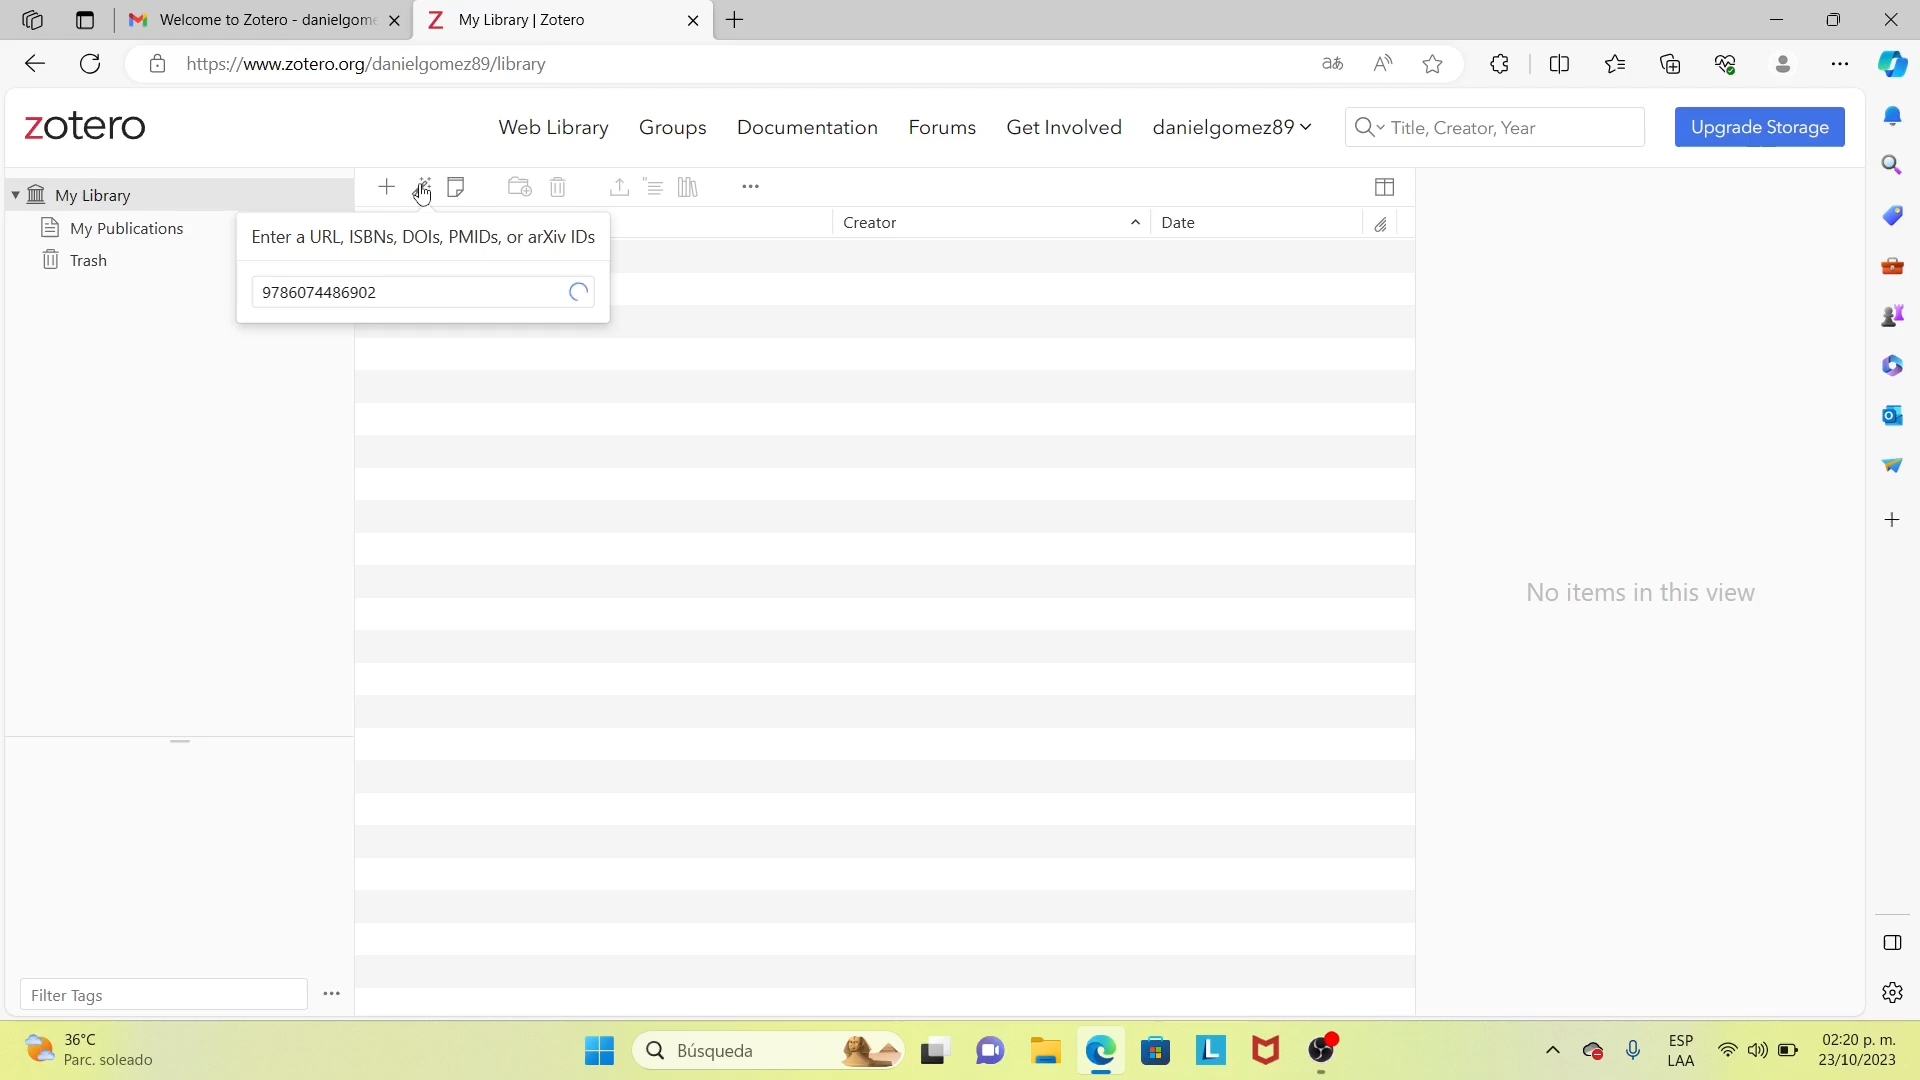 Welcome to Zotero - danielgome
My Library | Zotero
https://www.zotero.org/danielgomez89/library
zotero
Web Library
Groups
Documentation
Forums
Get Involved
danielgomez89
Title, Creator, Year
Upgrade Storage
My Library
My Publications
Trash
Enter a URL, ISBNs, DOIs, PMIDs, or arXiv IDs
9786074486902
Creator
Date
No items in this view
Filter Tags
36°C
Parc. soleado
Búsqueda
ESP
LAA
02:20 p. m.
23/10/2023